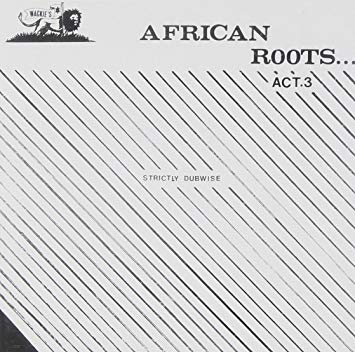 WACKIE'S
AFRICAN
ROOTS...
ACT.3
STRICTLY DUBWISE